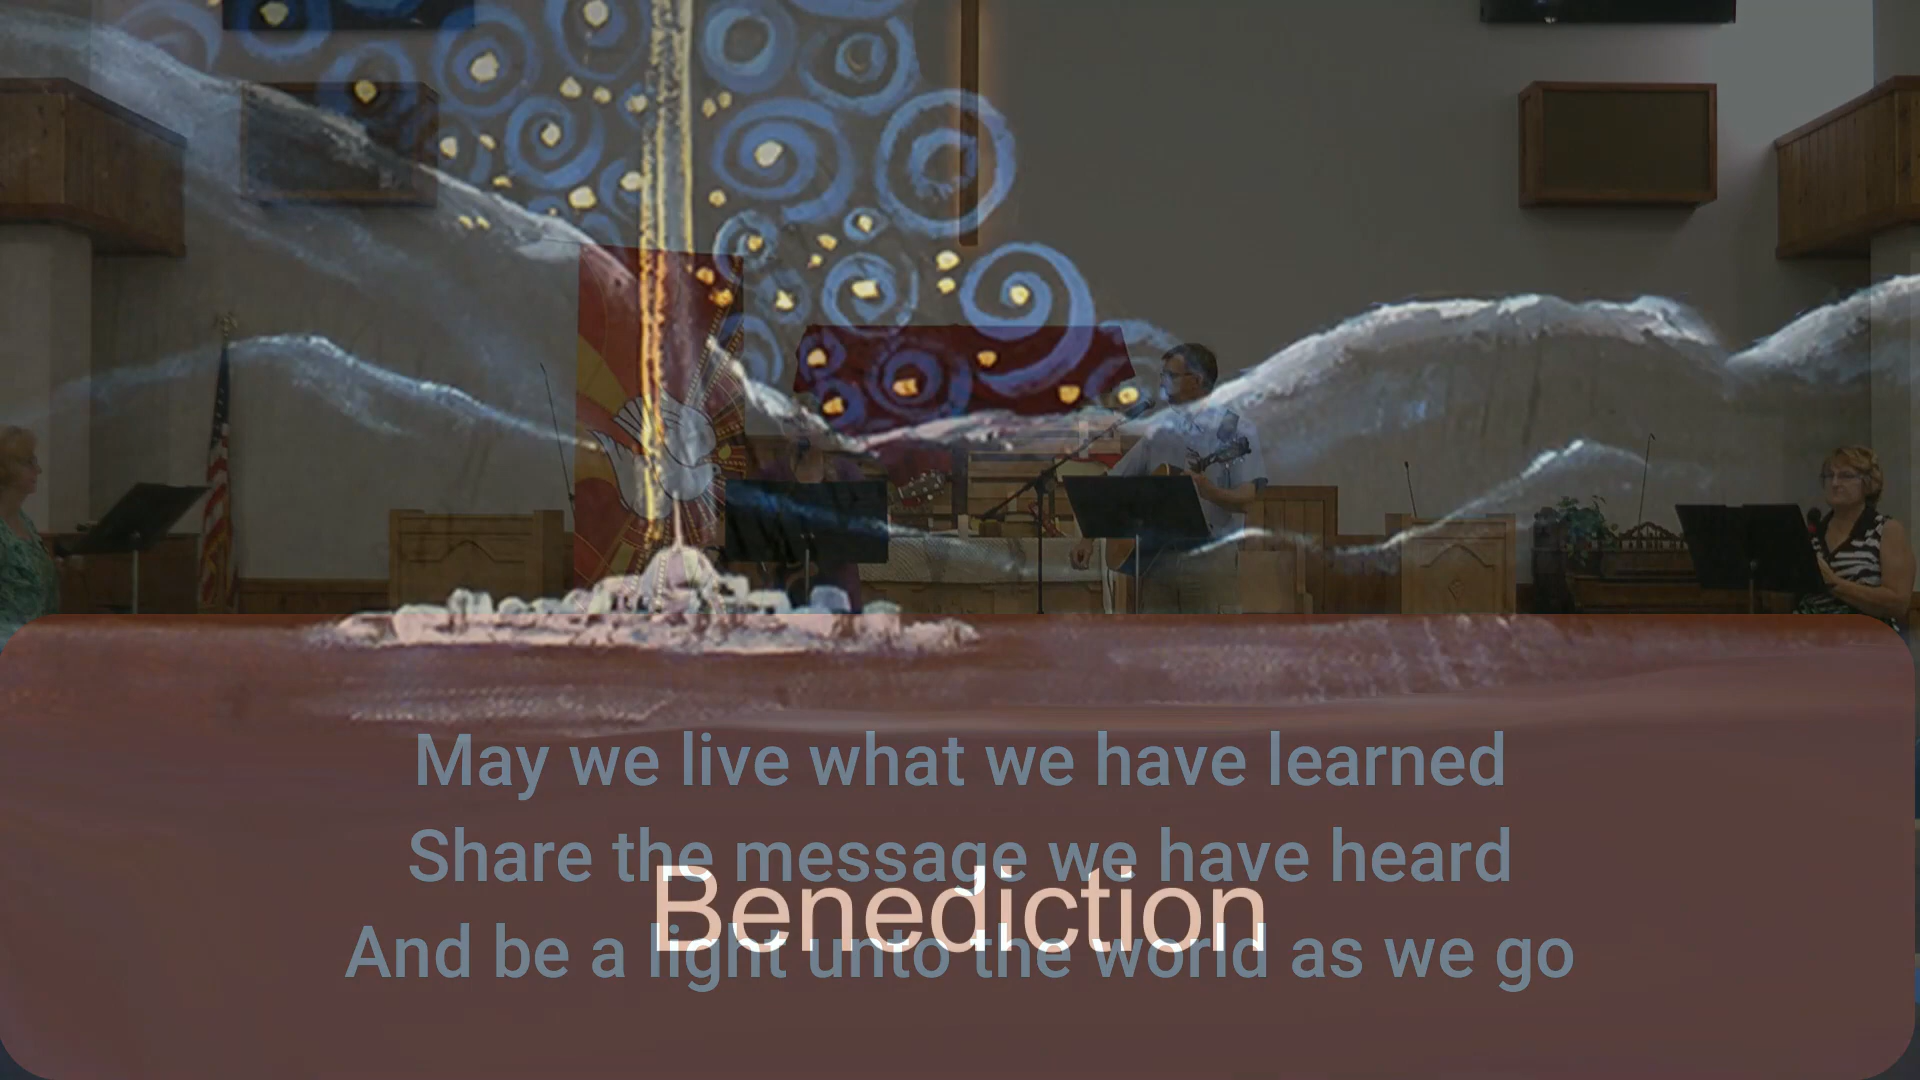 May we live what we have learned
Share the message we have heard
Benediction
And be a light unto the world as we go